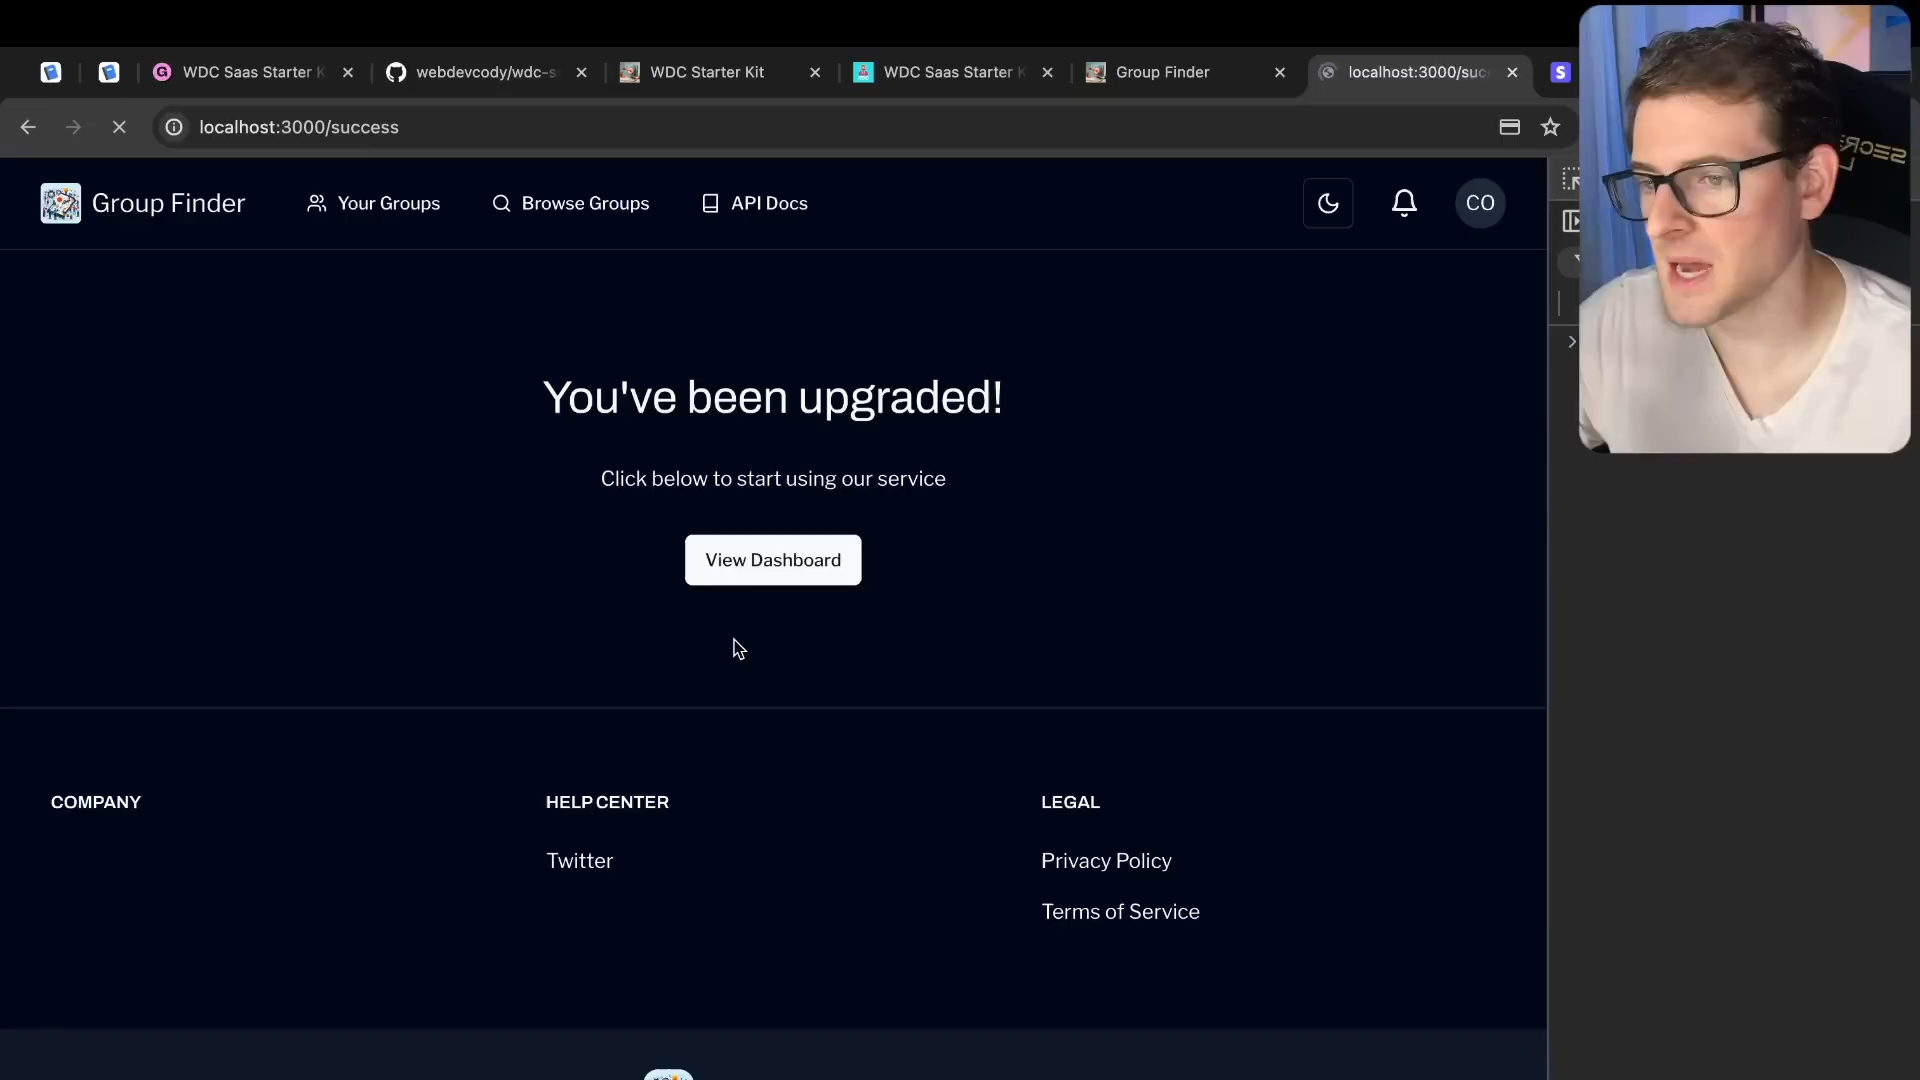 WDC Saas Starter K
webdevcody/wdc-s
WDC Starter Kit
WDC Saas Starter K
Group Finder
localhost:3000/suc
S
localhost:3000/success
Group Finder
Your Groups
Browse Groups
API Docs
CO
You've been upgraded!
Click below to start using our service
View Dashboard
COMPANY
HELP CENTER
LEGAL
Twitter
Privacy Policy
Terms of Service